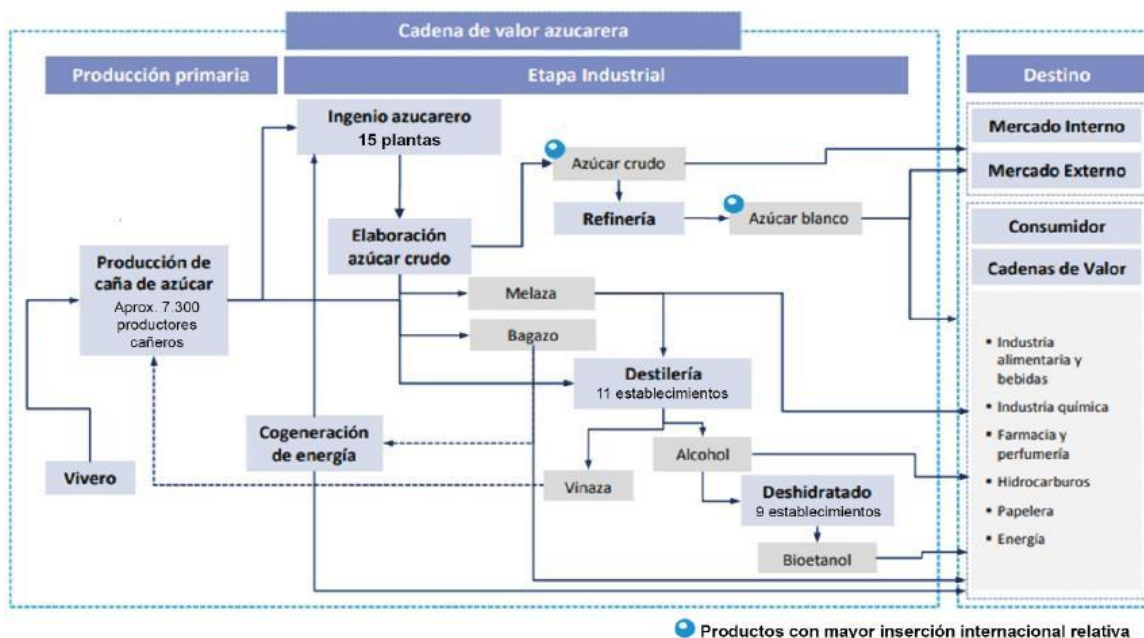 Cadena de valor azucarera
Producción primaria
Etapa Industrial
Destino
Ingenio azucarero
15 plantas
Mercado Interno
Azúcar crudo
Mercado Externo
Refinería
Azúcar blanco
Elaboración
azúcar crudo
Consumidor
Producción de
caña de azúcar
Aprox. 7.300
productores
cañeros
Cadenas de Valor
Melaza
Bagazo
Industria
alimentaria y
bebidas
Destilería
11 establecimientos
Industria química
Cogeneración
de energía
Alcohol
Farmacia y
perfumería
Vivero
Vinaza
Hidrocarburos
Deshidratado
9 establecimientos
Papelera
Energía
Bioetanol
Productos con mayor inserción internacional relativa